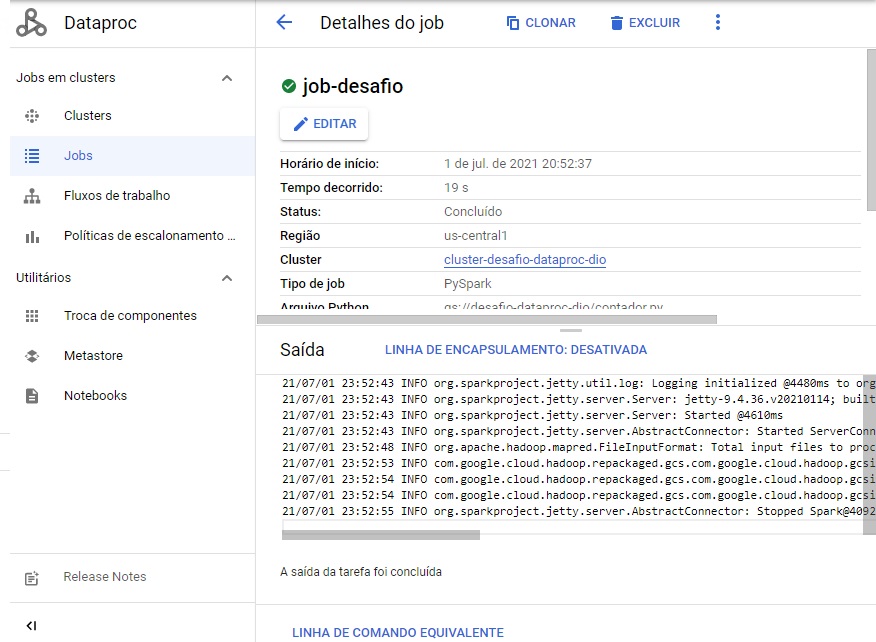 Dataproc
Jobs em clusters
Clusters
Jobs
Fluxos de trabalho
Políticas de escalonamento ...
Utilitários
Troca de componentes
Metastore
Notebooks
Release Notes
Detalhes do job
CLONAR
EXCLUIR
job-desafio
EDITAR
Horário de início: 1 de jul. de 2021 20:52:37
Tempo decorrido: 19 s
Status: Concluído
Região us-central1
Cluster cluster-desafio-dataproc-dio
Tipo de job PySpark
Arquivo Python gs://desafio-dataproc-dio/contador.py
Saída
LINHA DE ENCAPSULAMENTO: DESATIVADA
21/07/01 23:52:43 INFO org.sparkproject.jetty.util.log: Logging initialized @4480ms to org
21/07/01 23:52:43 INFO org.sparkproject.jetty.server.Server: jetty-9.4.36.v20210114; built
21/07/01 23:52:43 INFO org.sparkproject.jetty.server.Server: Started @4610ms
21/07/01 23:52:43 INFO org.sparkproject.jetty.server.AbstractConnector: Started ServerConn
21/07/01 23:52:48 INFO org.apache.hadoop.mapred.FileInputFormat: Total input files to proc
21/07/01 23:52:53 INFO com.google.cloud.hadoop.repackaged.gcs.com.google.cloud.hadoop.gcsi
21/07/01 23:52:54 INFO com.google.cloud.hadoop.repackaged.gcs.com.google.cloud.hadoop.gcsi
21/07/01 23:52:54 INFO com.google.cloud.hadoop.repackaged.gcs.com.google.cloud.hadoop.gcsi
21/07/01 23:52:55 INFO org.sparkproject.jetty.server.AbstractConnector: Stopped Spark@4092
A saída da tarefa foi concluída
LINHA DE COMANDO EQUIVALENTE